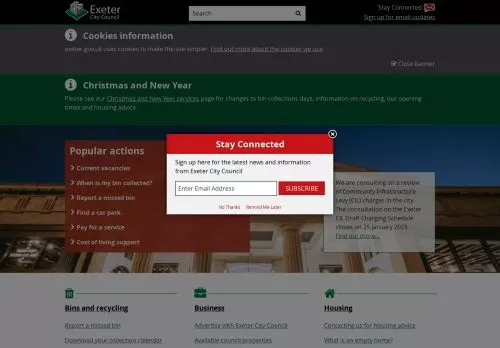 Exeter
City Council
Search
Stay Connected
Sign up for email updates
Cookies information
exeter.gov.uk uses cookies to make the site simpler. Find out more about the cookies we use.
Close banner
Christmas and New Year
Please see our Christmas and New Year services page for changes to bin collections days, information on recycling, our opening
times and housing advice
Popular actions
Current vacancies
When is my bin collected?
Report a missed bin
Find a car park
Pay for a service
Cost of living support
Stay Connected
Sign up here for the latest news and information
from Exeter City Council
Enter Email Address
SUBSCRIBE
No Thanks
Remind Me Later
We are consulting on a review
of Community Infrastructure
Levy (CIL) charges in the city.
The consultation on the Exeter
CIL Draft Charging Schedule
closes on 25 January 2023.
Find out more...
Bins and recycling
Report a missed bin
Download your collection calendar
Business
Advertise with Exeter City Council
Available council properties
Housing
Contacting us for housing advice
What is an empty home?